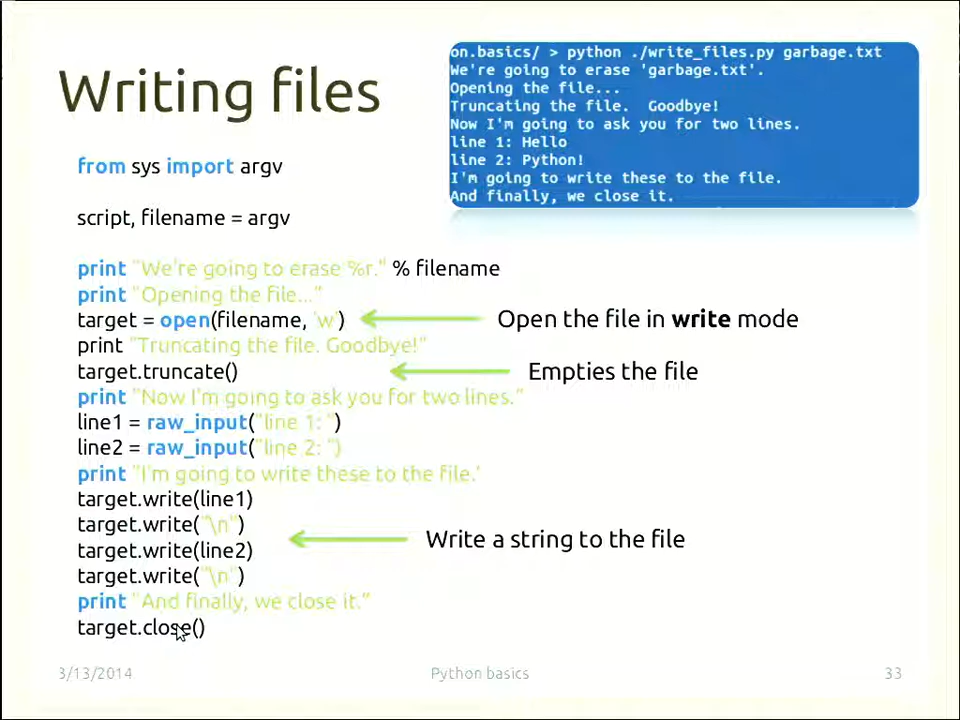 Writing files
on.basics/ > python ./write_files.py garbage.txt
We're going to erase 'garbage.txt'.
Opening the file...
Truncating the file.  Goodbye!
Now I'm going to ask you for two lines.
line 1: Hello
line 2: Python!
I'm going to write these to the file.
And finally, we close it.
from sys import argv
script, filename = argv
print "We're going to erase %r." % filename
print "Opening the file..."
target = open(filename, 'w')
Open the file in write mode
print "Truncating the file. Goodbye!"
target.truncate()
Empties the file
print "Now I'm going to ask you for two lines."
line1 = raw_input("line 1: ")
line2 = raw_input("line 2: ")
print "I'm going to write these to the file.'
target.write(line1)
target.write("\n")
Write a string to the file
target.write(line2)
target.write("\n")
print "And finally, we close it."
target.close()
3/13/2014
Python basics
33